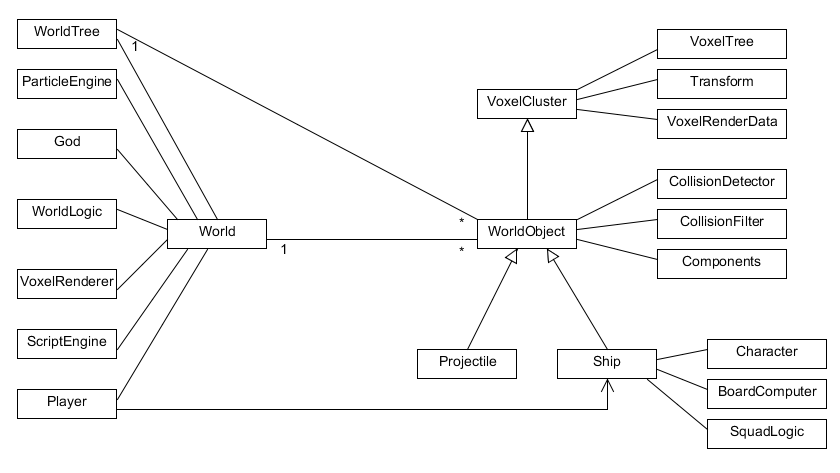 WorldTree
1
ParticleEngine
God
WorldLogic
VoxelRenderer
ScriptEngine
Player
World
1
*
*
VoxelCluster
WorldObject
Projectile
Ship
VoxelTree
Transform
VoxelRenderData
CollisionDetector
CollisionFilter
Components
Character
BoardComputer
SquadLogic